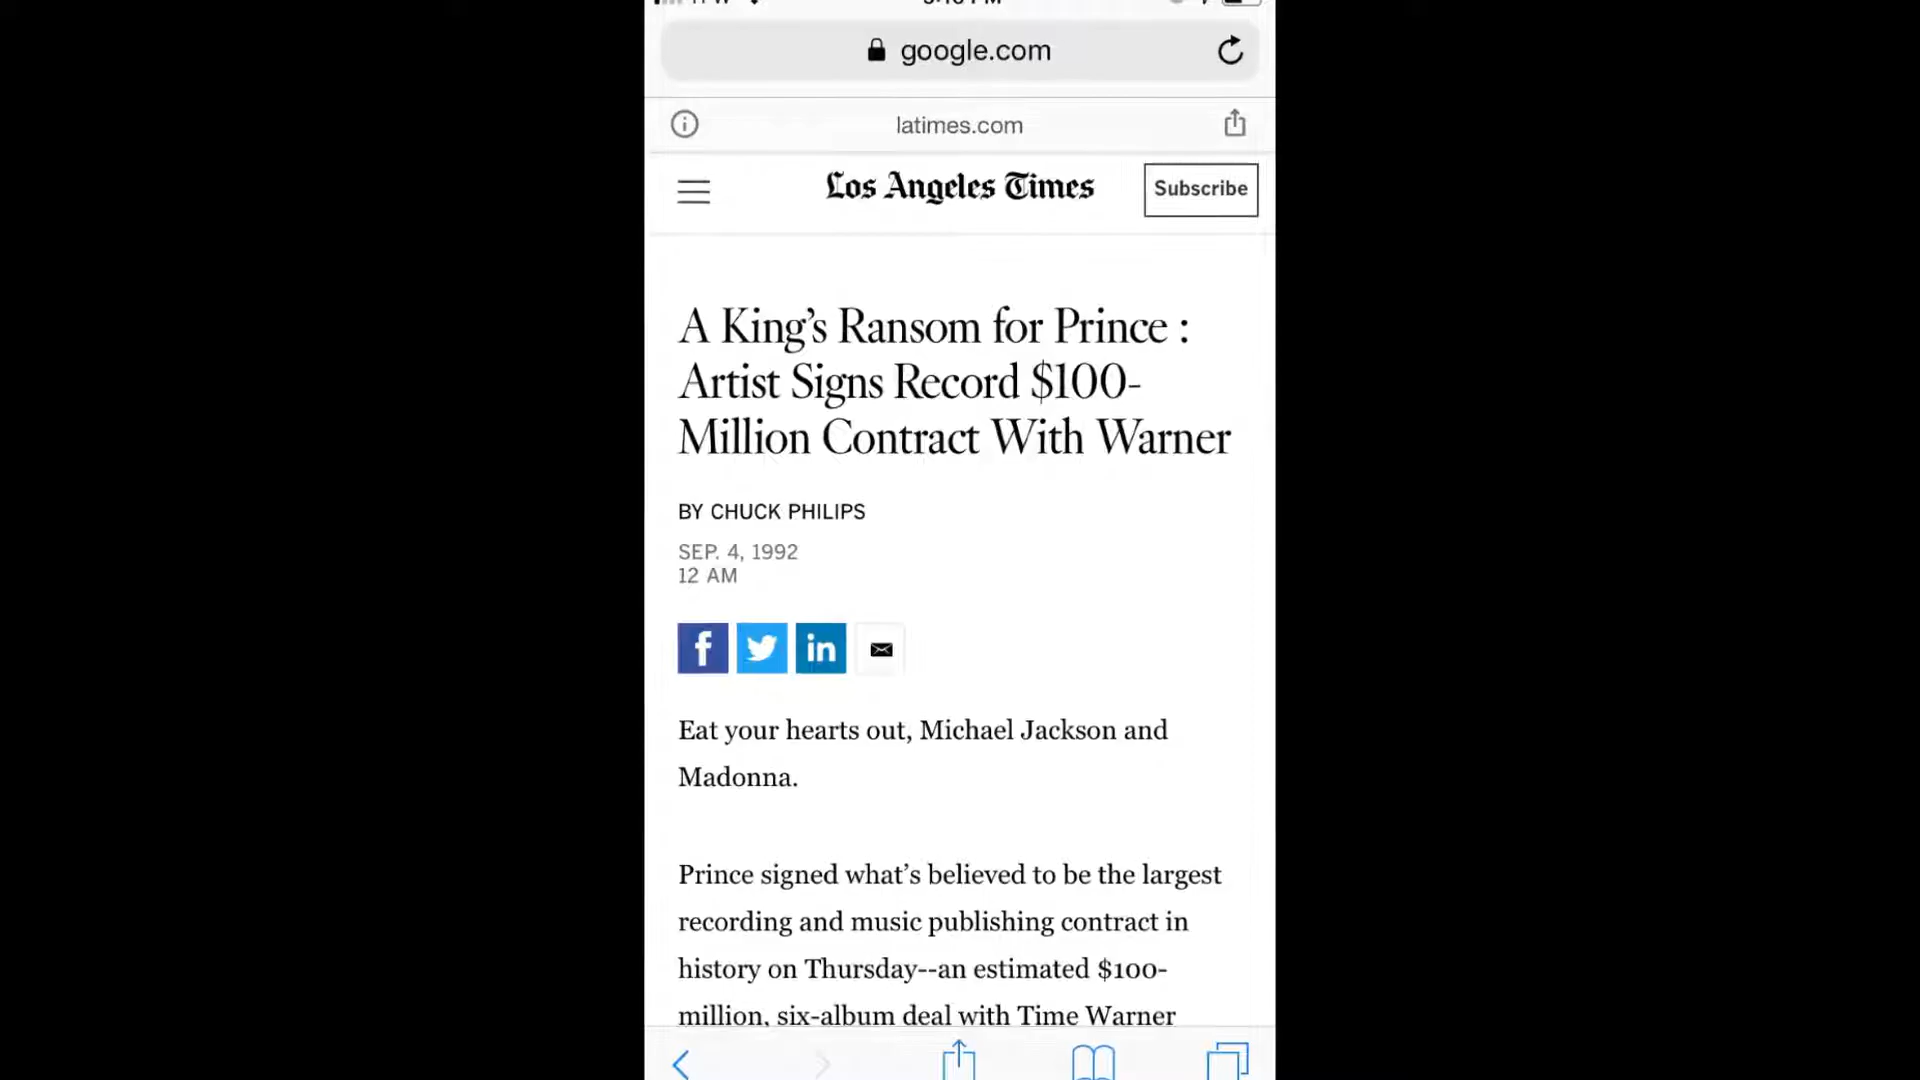 google.com
latimes.com
Los Angeles Times
Subscribe
A King’s Ransom for Prince :
Artist Signs Record $100-
Million Contract With Warner
BY CHUCK PHILIPS
SEP. 4, 1992
12 AM
f
in
Eat your hearts out, Michael Jackson and
Madonna.
Prince signed what’s believed to be the largest
recording and music publishing contract in
history on Thursday--an estimated $100-
million, six-album deal with Time Warner